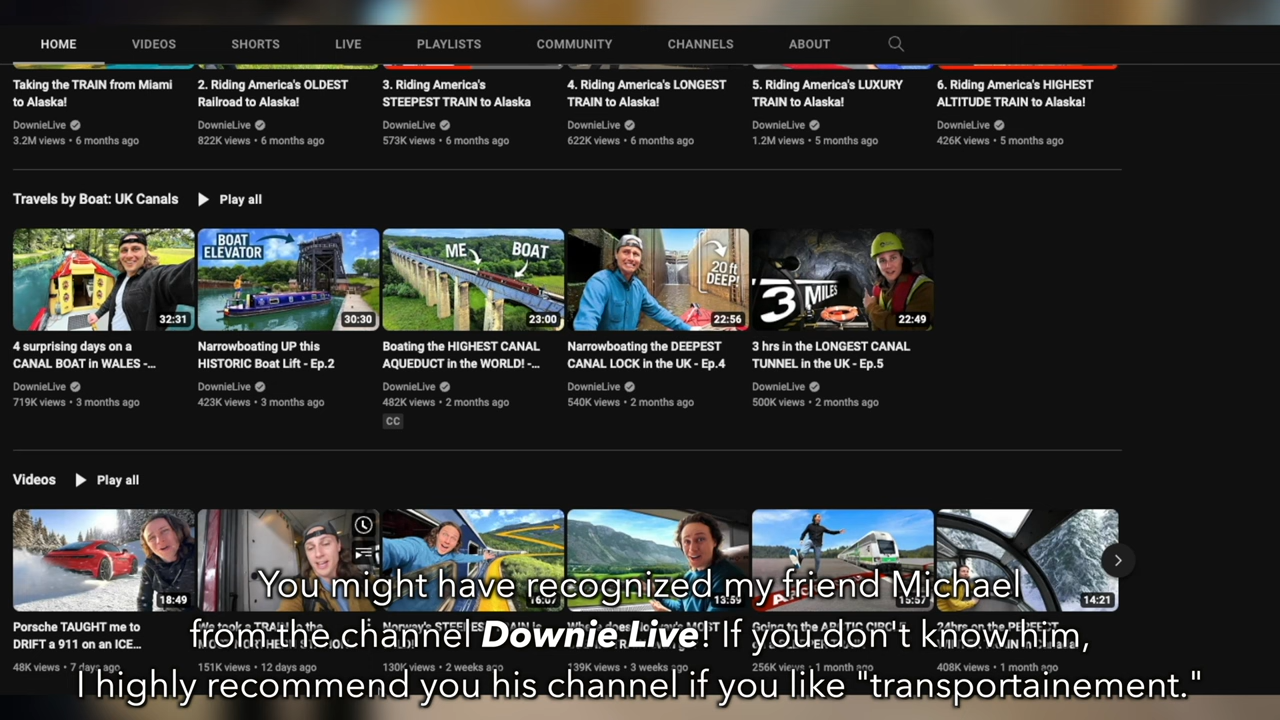 HOME VIDEOS SHORTS LIVE PLAYLISTS COMMUNITY CHANNELS ABOUT
Taking the TRAIN from Miami
to Alaska!
DownieLive
3.2M views • 6 months ago
2. Riding America's OLDEST
Railroad to Alaska!
DownieLive
822K views • 6 months ago
3. Riding America's
STEEPEST TRAIN to Alaska
DownieLive
573K views • 6 months ago
4. Riding America's LONGEST
TRAIN to Alaska!
DownieLive
622K views • 6 months ago
5. Riding America's LUXURY
TRAIN to Alaska!
DownieLive
1.2M views • 5 months ago
6. Riding America's HIGHEST
ALTITUDE TRAIN to Alaska!
DownieLive
426K views • 5 months ago
Travels by Boat: UK Canals Play all
32:31
4 surprising days on a
CANAL BOAT in WALES -...
DownieLive
719K views • 3 months ago
BOAT
ELEVATOR
30:30
Narrowboating UP this
HISTORIC Boat Lift - Ep.2
DownieLive
423K views • 3 months ago
ME BOAT
23:00
Boating the HIGHEST CANAL
AQUEDUCT in the WORLD! -...
DownieLive
482K views • 2 months ago
CC
20 ft
DEEP!
22:56
Narrowboating the DEEPEST
CANAL LOCK in the UK - Ep.4
DownieLive
540K views • 2 months ago
3 MILES
22:49
3 hrs in the LONGEST CANAL
TUNNEL in the UK - Ep.5
DownieLive
500K views • 2 months ago
Videos Play all
18:49
Porsche TAUGHT me to
DRIFT a 911 on an ICE...
48K views • 7 days ago
151K views • 12 days ago
16:07
130K views • 2 weeks ago
13:59
139K views • 3 weeks ago
15:57
256K views • 1 month ago
14:21
408K views • 1 month ago
You might have recognized my friend Michael
from the channel Downie Live! If you don't know him,
I highly recommend you his channel if you like "transportainement."